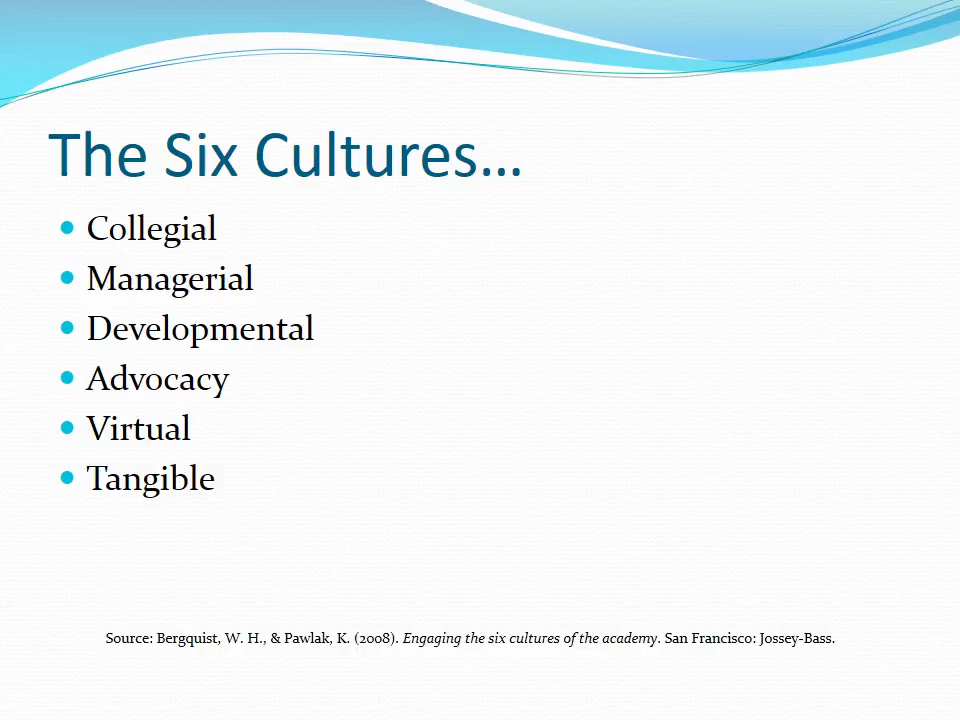 The Six Cultures…
Collegial
Managerial
Developmental
Advocacy
Virtual
Tangible
Source: Bergquist, W. H., & Pawlak, K. (2008). Engaging the six cultures of the academy. San Francisco: Jossey-Bass.